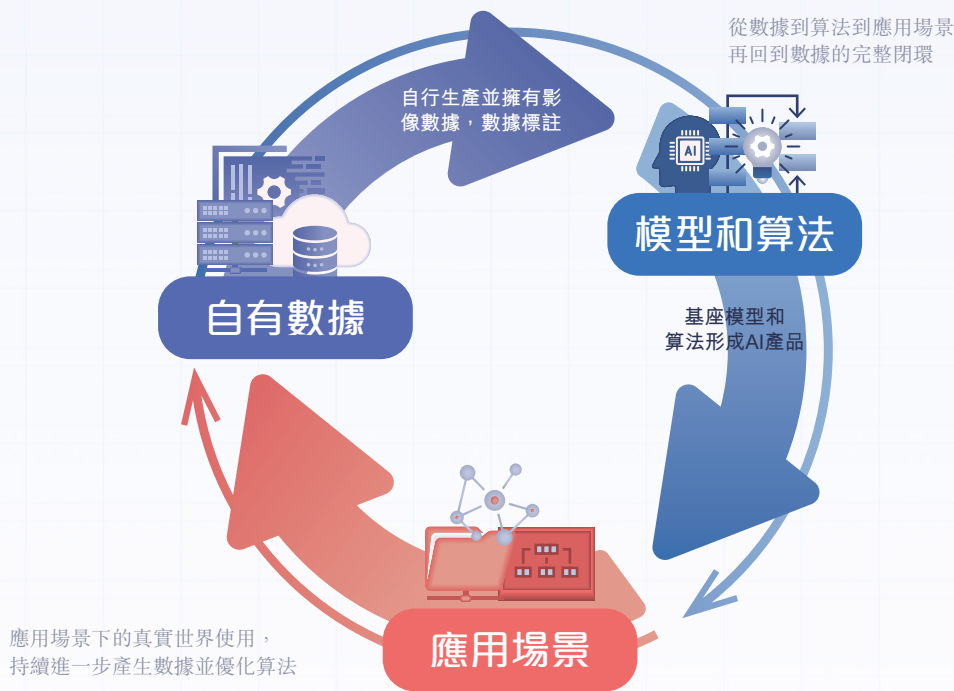 從數據到算法到應用場景
再回到數據的完整閉環
自行生產並擁有影
像數據，數據標註
AI
模型和算法
自有數據
基座模型和
算法形成AI產品
應用場景下的真實世界使用，
持續進一步產生數據並優化算法
應用場景